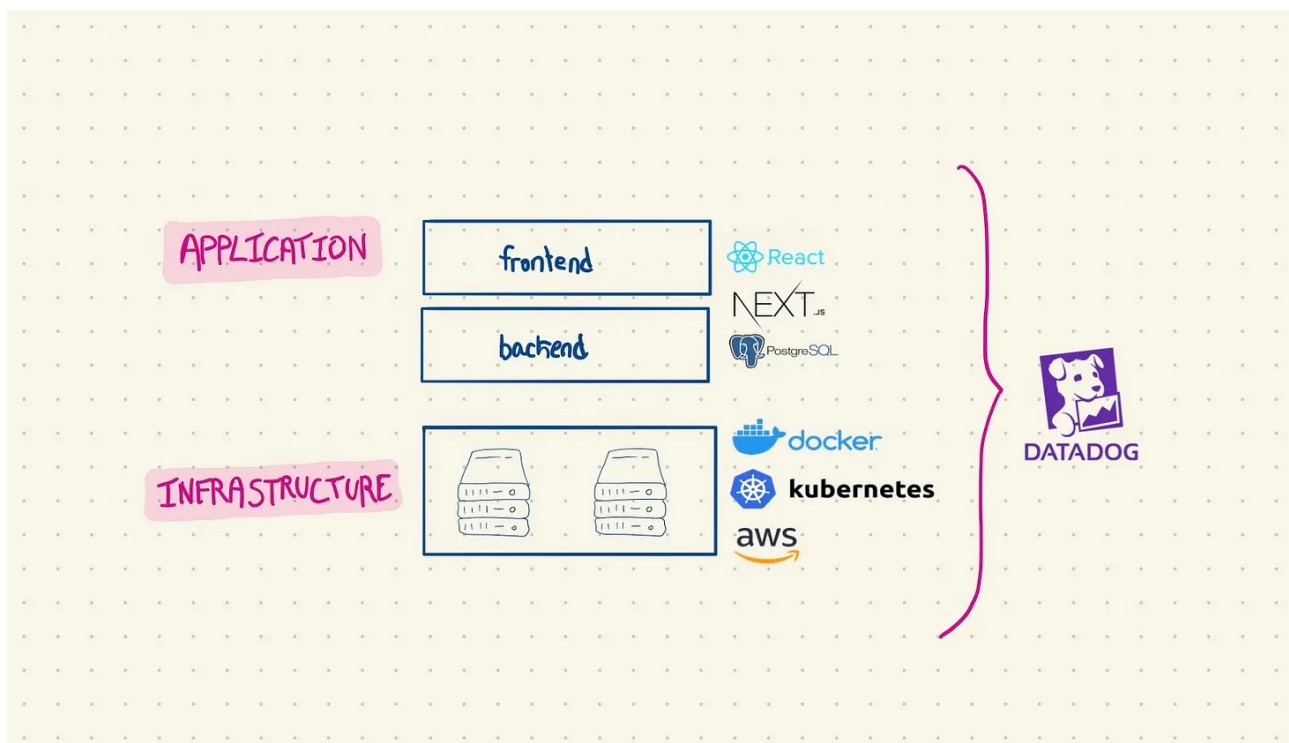 APPLICATION
frontend
React
NEXT.JS
backend
PostgreSQL
docker
INFRASTRUCTURE
kubernetes
aws
DATADOG